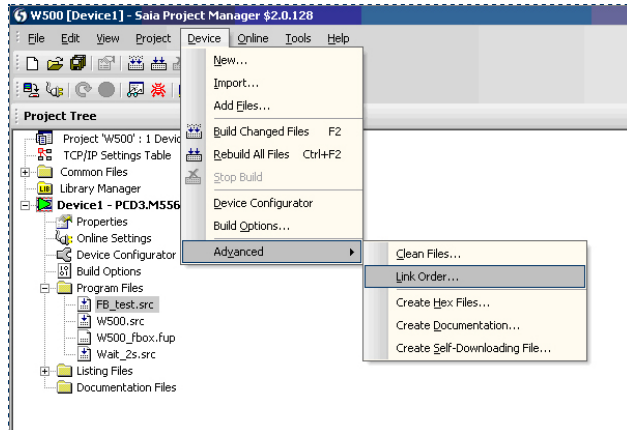 W500 [Device1] - Saia Project Manager $2.0.128
File Edit View Project Device Online Tools Help
New...
Import...
Add Files...
Project Tree
Build Changed Files F2
Project 'W500' : 1 Devic
Rebuild All Files Ctrl+F2
TCP/IP Settings Table
Stop Build
Common Files
Library Manager
Device Configurator
Device1 - PCD3.M556
Build Options...
Properties
Online Settings
Advanced
Device Configurator
Clean Files...
Build Options
Link Order...
Program Files
Create Hex Files...
FB_test.src
Create Documentation...
W500.src
W500_fbox.fup
Create Self-Downloading File...
Wait_2s.src
Listing Files
Documentation Files